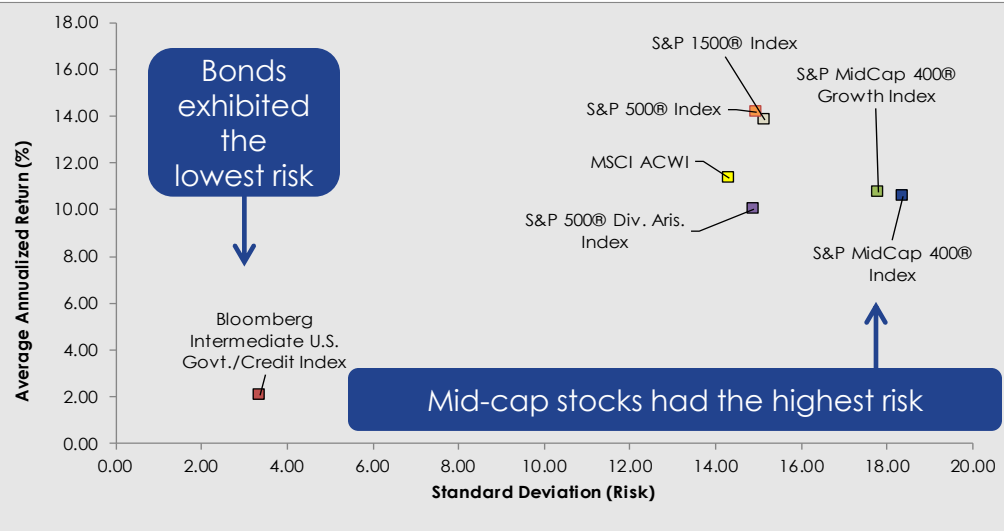 18.00
16.00
14.00
12.00
10.00
8.00
6.00
4.00
2.00
0.00
Average Annualized Return (%)
Bonds
exhibited
the
lowest risk
S&P 1500® Index
S&P MidCap 400®
Growth Index
S&P 500® Index
MSCI ACWI
S&P 500® Div. Aris.
Index
S&P MidCap 400®
Index
Bloomberg
Intermediate U.S.
Govt./Credit Index
Mid-cap stocks had the highest risk
0.00 2.00 4.00 6.00 8.00 10.00 12.00 14.00 16.00 18.00 20.00
Standard Deviation (Risk)